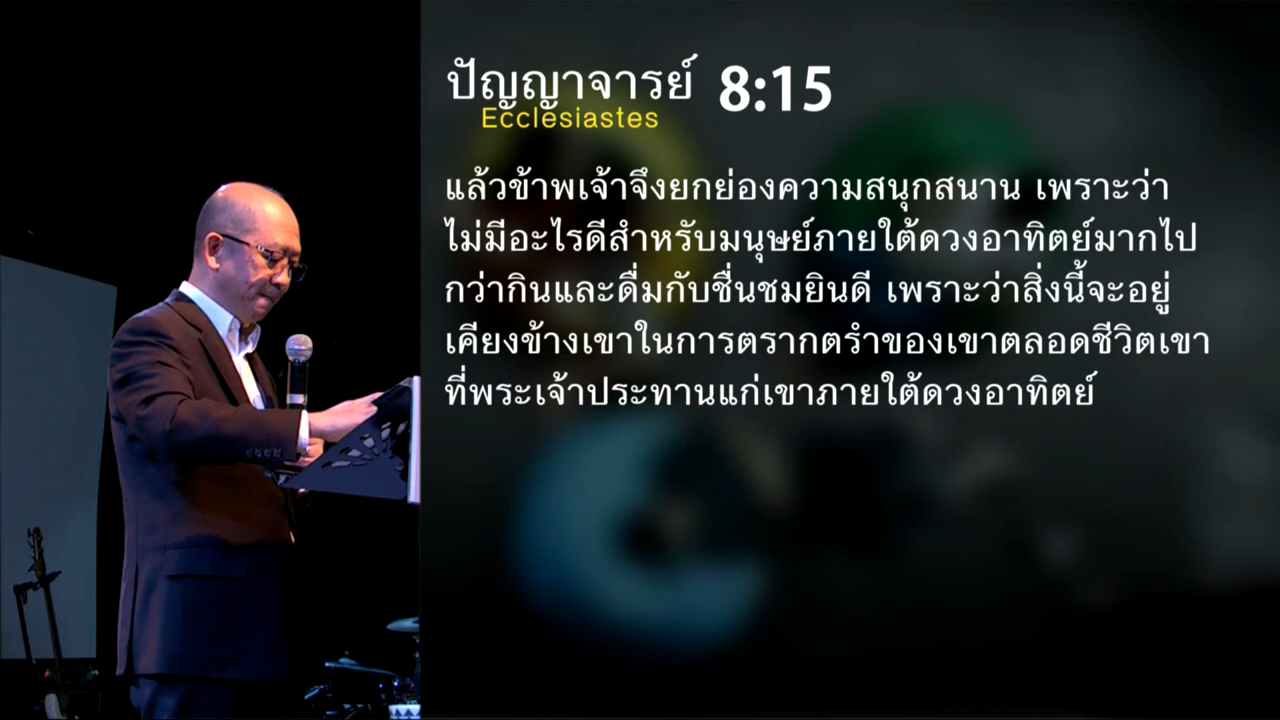 ปัญญาจารย์ 8:15
Ecclesiastes
แล้วข้าพเจ้าจึงยกย่องความสนุกสนาน เพราะว่า
ไม่มีอะไรดีสำหรับมนุษย์ภายใต้ดวงอาทิตย์มากไป
กว่ากินและดื่มกับชื่นชมยินดี เพราะว่าสิ่งนี้จะอยู่
เคียงข้างเขาในการตรากตรำของเขาตลอดชีวิตเขา
ที่พระเจ้าประทานแก่เขาภายใต้ดวงอาทิตย์